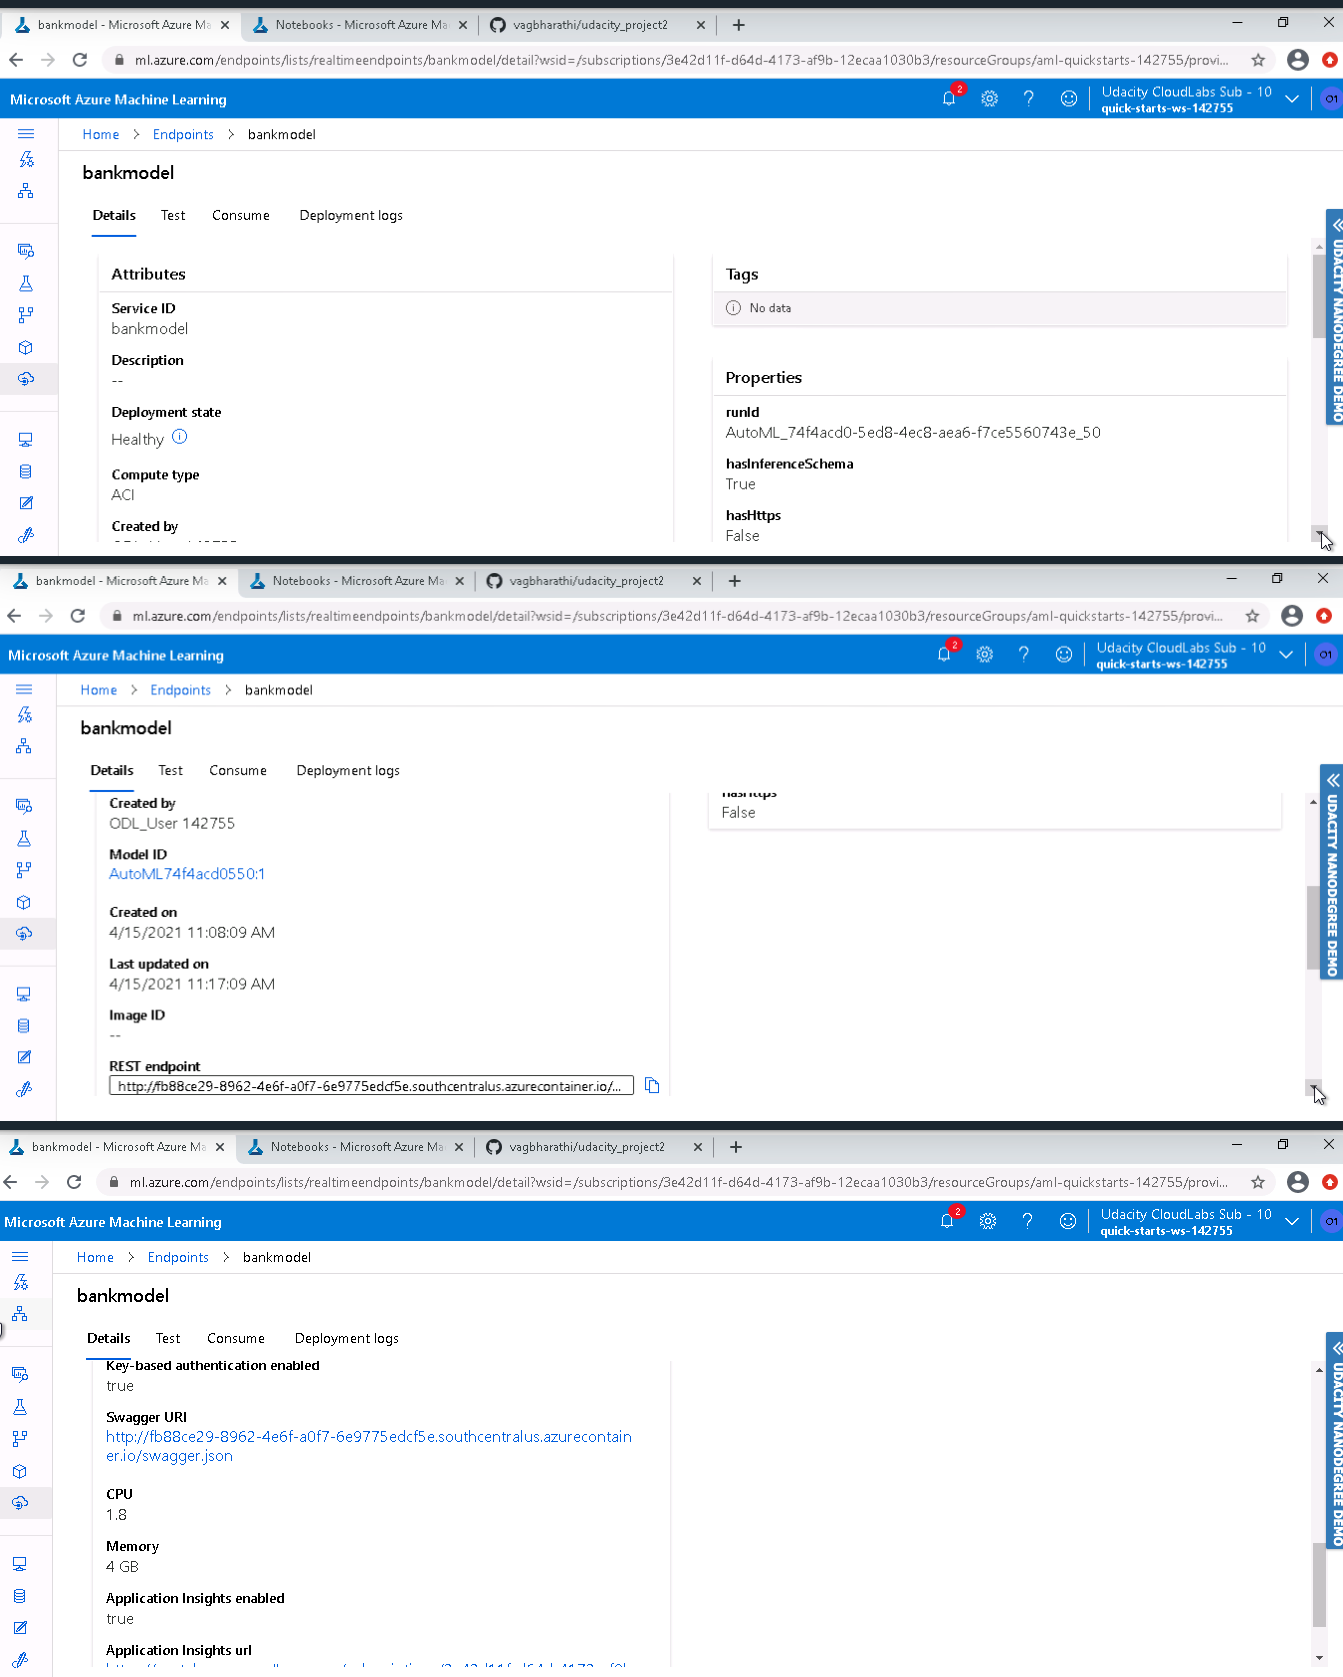 bankmodel - Microsoft Azure Ma
Notebooks - Microsoft Azure Ma
vagbharathi/udacity_project2
ml.azure.com/endpoints/lists/realtimeendpoints/bankmodel/detail?wsid=/subscriptions/3e42d11f-d64d-4173-af9b-12ecaa1030b3/resourceGroups/aml-quickstarts-142755/provi...
Microsoft Azure Machine Learning
2
Udacity CloudLabs Sub - 10
quick-starts-ws-142755
O1
Home > Endpoints > bankmodel
bankmodel
Details Test Consume Deployment logs
Attributes
Service ID
bankmodel
Description
--
Deployment state
Healthy
Compute type
ACI
Created by
Tags
No data
Properties
runId
AutoML_74f4acd0-5ed8-4ec8-aea6-f7ce5560743e_50
hasInferenceSchema
True
hasHttps
False
UDACITY NANODEGREE DEMO
bankmodel - Microsoft Azure Ma
Notebooks - Microsoft Azure Ma
vagbharathi/udacity_project2
ml.azure.com/endpoints/lists/realtimeendpoints/bankmodel/detail?wsid=/subscriptions/3e42d11f-d64d-4173-af9b-12ecaa1030b3/resourceGroups/aml-quickstarts-142755/provi...
Microsoft Azure Machine Learning
2
Udacity CloudLabs Sub - 10
quick-starts-ws-142755
O1
Home > Endpoints > bankmodel
bankmodel
Details Test Consume Deployment logs
Created by
ODL_User 142755
Model ID
AutoML74f4acd0550:1
Created on
4/15/2021 11:08:09 AM
Last updated on
4/15/2021 11:17:09 AM
Image ID
--
REST endpoint
http://fb88ce29-8962-4e6f-a0f7-6e9775edcf5e.southcentralus.azurecontainer.io/...
hasHttps
False
UDACITY NANODEGREE DEMO
bankmodel - Microsoft Azure Ma
Notebooks - Microsoft Azure Ma
vagbharathi/udacity_project2
ml.azure.com/endpoints/lists/realtimeendpoints/bankmodel/detail?wsid=/subscriptions/3e42d11f-d64d-4173-af9b-12ecaa1030b3/resourceGroups/aml-quickstarts-142755/provi...
Microsoft Azure Machine Learning
2
Udacity CloudLabs Sub - 10
quick-starts-ws-142755
O1
Home > Endpoints > bankmodel
bankmodel
Details Test Consume Deployment logs
Key-based authentication enabled
true
Swagger URI
http://fb88ce29-8962-4e6f-a0f7-6e9775edcf5e.southcentralus.azurecontain
er.io/swagger.json
CPU
1.8
Memory
4 GB
Application Insights enabled
true
Application Insights url
UDACITY NANODEGREE DEMO